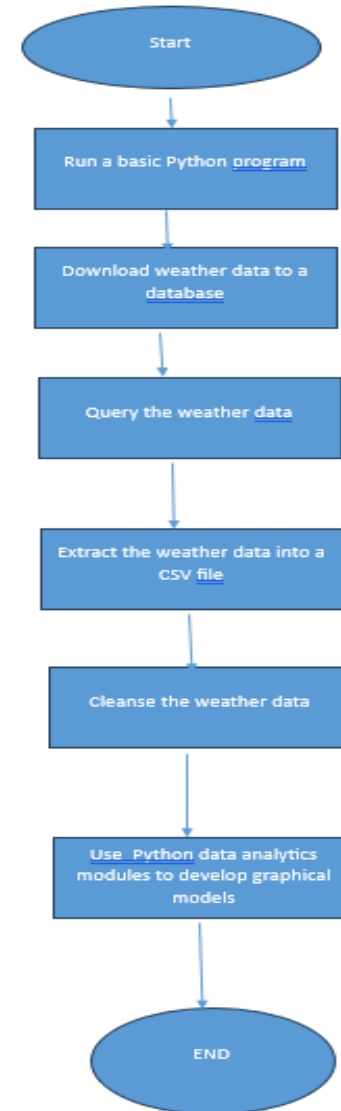 Start
Run a basic Python program
Download weather data to a
database
Query the weather data
Extract the weather data into a
CSV file
Cleanse the weather data
Use  Python data analytics
modules to develop graphical
models
END